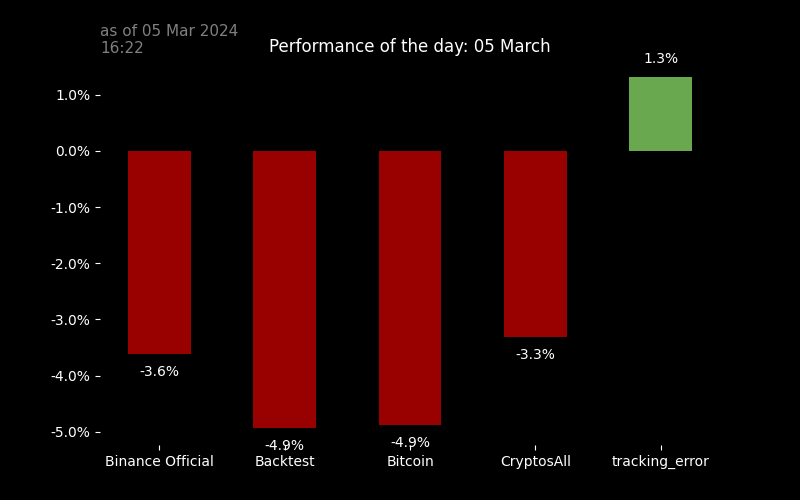 as of 05 Mar 2024
16:22
Performance of the day: 05 March
1.3%
1.0%
0.0%
-1.0%
-2.0%
-3.0%
-3.3%
-4.0%
-3.6%
-5.0%
-4.9%
-4.9%
Binance Official
Backtest
Bitcoin
CryptosAll
tracking_error